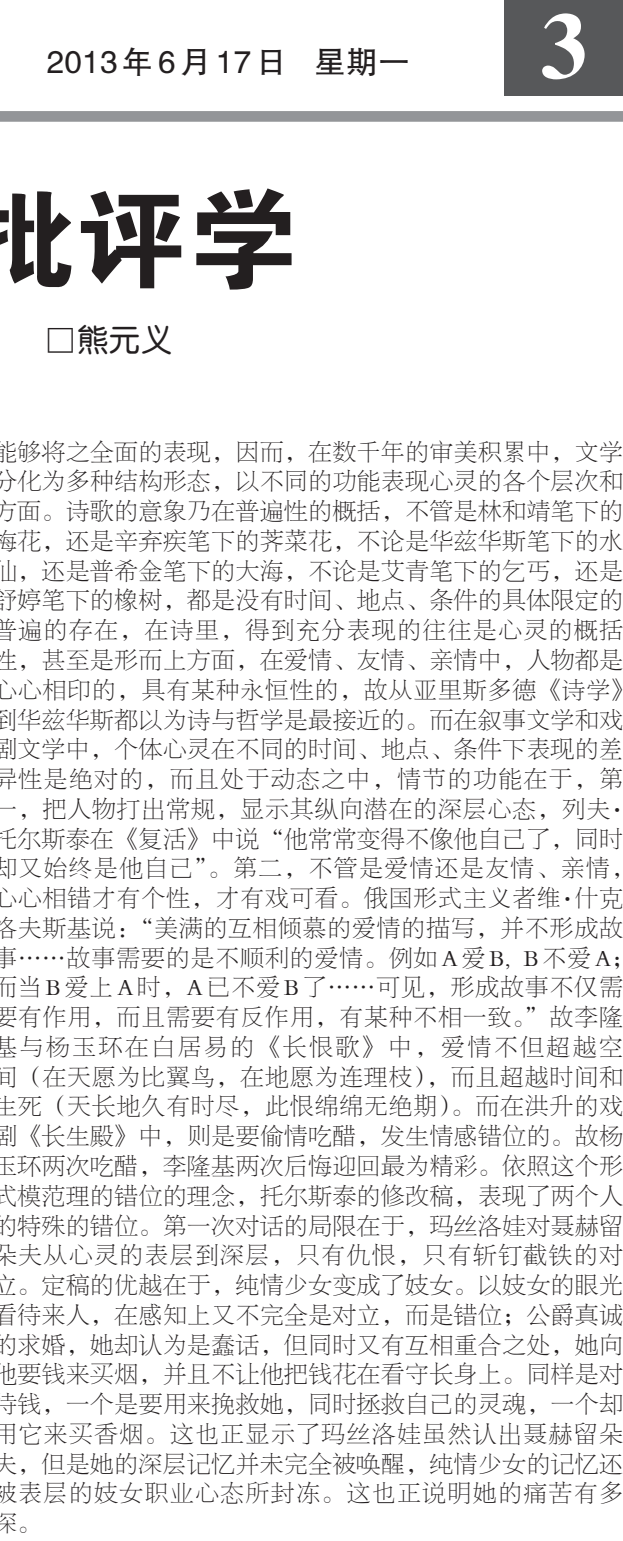 2013年6月17日 星期一
3
批评学
□熊元义
能够将之全面的表现，因而，在数千年的审美积累中，文学
分化为多种结构形态，以不同的功能表现心灵的各个层次和
方面。诗歌的意象乃在普遍性的概括，不管是林和靖笔下的
梅花，还是辛弃疾笔下的荠菜花，不论是华兹华斯笔下的水
仙，还是普希金笔下的大海，不论是艾青笔下的乞丐，还是
舒婷笔下的橡树，都是没有时间、地点、条件的具体限定的
普遍的存在，在诗里，得到充分表现的往往是心灵的概括
性，甚至是形而上方面，在爱情、友情、亲情中，人物都是
心心相印的，具有某种永恒性的，故从亚里斯多德《诗学》
到华兹华斯都以为诗与哲学是最接近的。而在叙事文学和戏
剧文学中，个体心灵在不同的时间、地点、条件下表现的差
异性是绝对的，而且处于动态之中，情节的功能在于，第
一，把人物打出常规，显示其纵向潜在的深层心态，列夫·
托尔斯泰在《复活》中说“他常常变得不像他自己了，同时
却又始终是他自己”。第二，不管是爱情还是友情、亲情，
心心相错才有个性，才有戏可看。俄国形式主义者维·什克
洛夫斯基说：“美满的互相倾慕的爱情的描写，并不形成故
事……故事需要的是不顺利的爱情。例如A爱B, B不爱A；
而当B爱上A时，A已不爱B了……可见，形成故事不仅需
要有作用，而且需要有反作用，有某种不相一致。”故李隆
基与杨玉环在白居易的《长恨歌》中，爱情不但超越空
间（在天愿为比翼鸟，在地愿为连理枝），而且超越时间和
生死（天长地久有时尽，此恨绵绵无绝期）。而在洪升的戏
剧《长生殿》中，则是要偷情吃醋，发生情感错位的。故杨
玉环两次吃醋，李隆基两次后悔迎回最为精彩。依照这个形
式模范理的错位的理念，托尔斯泰的修改稿，表现了两个人
的特殊的错位。第一次对话的局限在于，玛丝洛娃对聂赫留
朵夫从心灵的表层到深层，只有仇恨，只有斩钉截铁的对
立。定稿的优越在于，纯情少女变成了妓女。以妓女的眼光
看待来人，在感知上又不完全是对立，而是错位；公爵真诚
的求婚，她却认为是蠢话，但同时又有互相重合之处，她向
他要钱来买烟，并且不让他把钱花在看守长身上。同样是对
待钱，一个是要用来挽救她，同时拯救自己的灵魂，一个却
用它来买香烟。这也正显示了玛丝洛娃虽然认出聂赫留朵
夫，但是她的深层记忆并未完全被唤醒，纯情少女的记忆还
被表层的妓女职业心态所封冻。这也正说明她的痛苦有多
深。